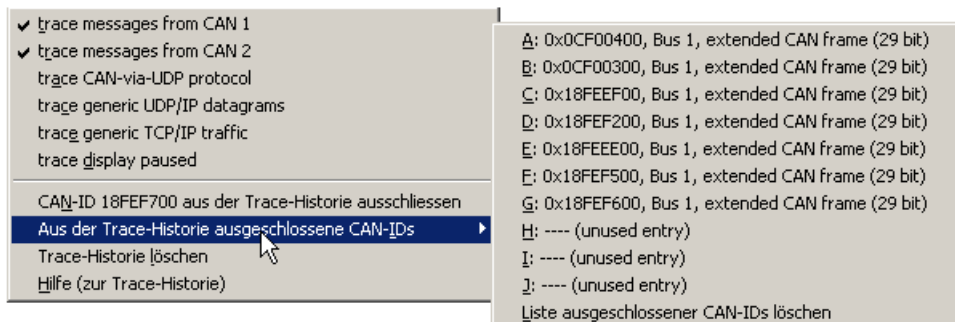 trace messages from CAN 1
trace messages from CAN 2
trace CAN-via-UDP protocol
trace generic UDP/IP datagrams
trace generic TCP/IP traffic
trace display paused
CAN-ID 18FEF700 aus der Trace-Historie ausschliessen
Aus der Trace-Historie ausgeschlossene CAN-IDs
Trace-Historie löschen
Hilfe (zur Trace-Historie)
A: 0x0CF00400, Bus 1, extended CAN frame (29 bit)
B: 0x0CF00300, Bus 1, extended CAN frame (29 bit)
C: 0x18FEEF00, Bus 1, extended CAN frame (29 bit)
D: 0x18FEF200, Bus 1, extended CAN frame (29 bit)
E: 0x18FEEE00, Bus 1, extended CAN frame (29 bit)
F: 0x18FEF500, Bus 1, extended CAN frame (29 bit)
G: 0x18FEF600, Bus 1, extended CAN frame (29 bit)
H: ---- (unused entry)
I: ---- (unused entry)
J: ---- (unused entry)
Liste ausgeschlossener CAN-IDs löschen